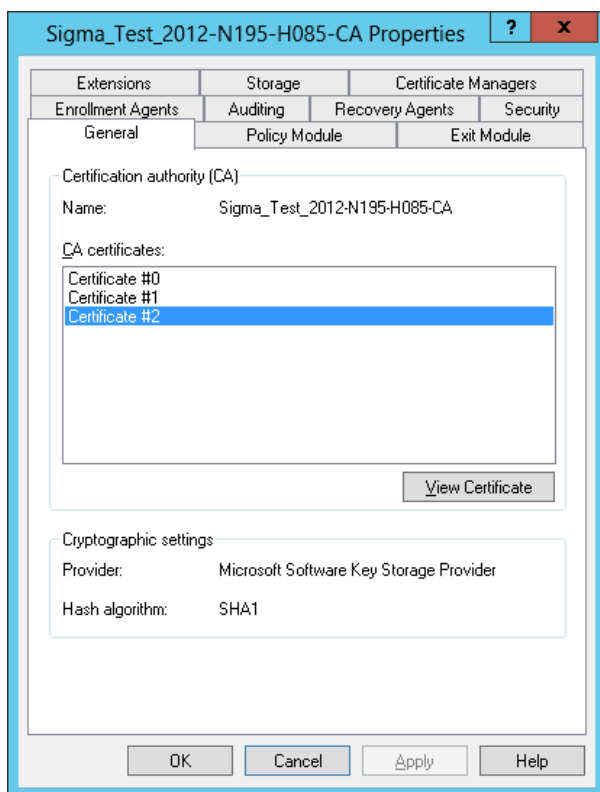 Sigma_Test_2012-N195-H085-CA Properties ? x
Extensions Storage Certificate Managers
Enrollment Agents Auditing Recovery Agents Security
General Policy Module Exit Module
Certification authority (CA)
Name: Sigma_Test_2012-N195-H085-CA
CA certificates:
Certificate #0
Certificate #1
Certificate #2
View Certificate
Cryptographic settings
Provider: Microsoft Software Key Storage Provider
Hash algorithm: SHA1
OK Cancel Apply Help